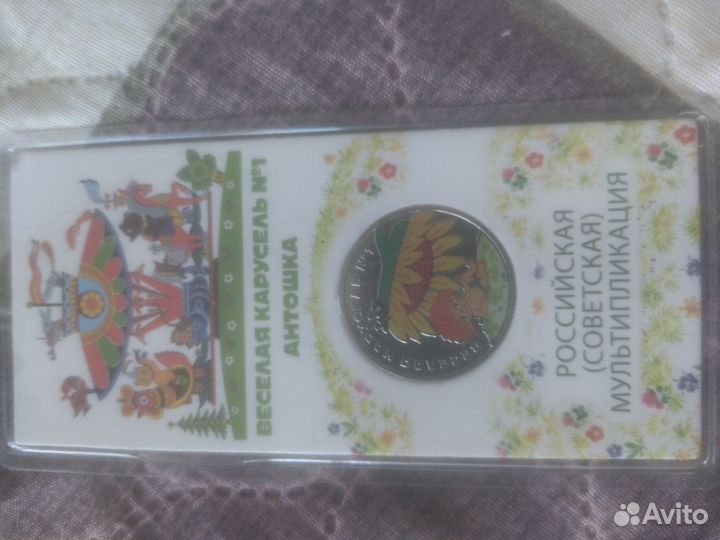 ВЕСЕЛАЯ КАРУСЕЛЬ №1
АНТОШКА
РОССИЙСКАЯ
(СОВЕТСКАЯ)
МУЛЬТИПЛИКАЦИЯ
Avito